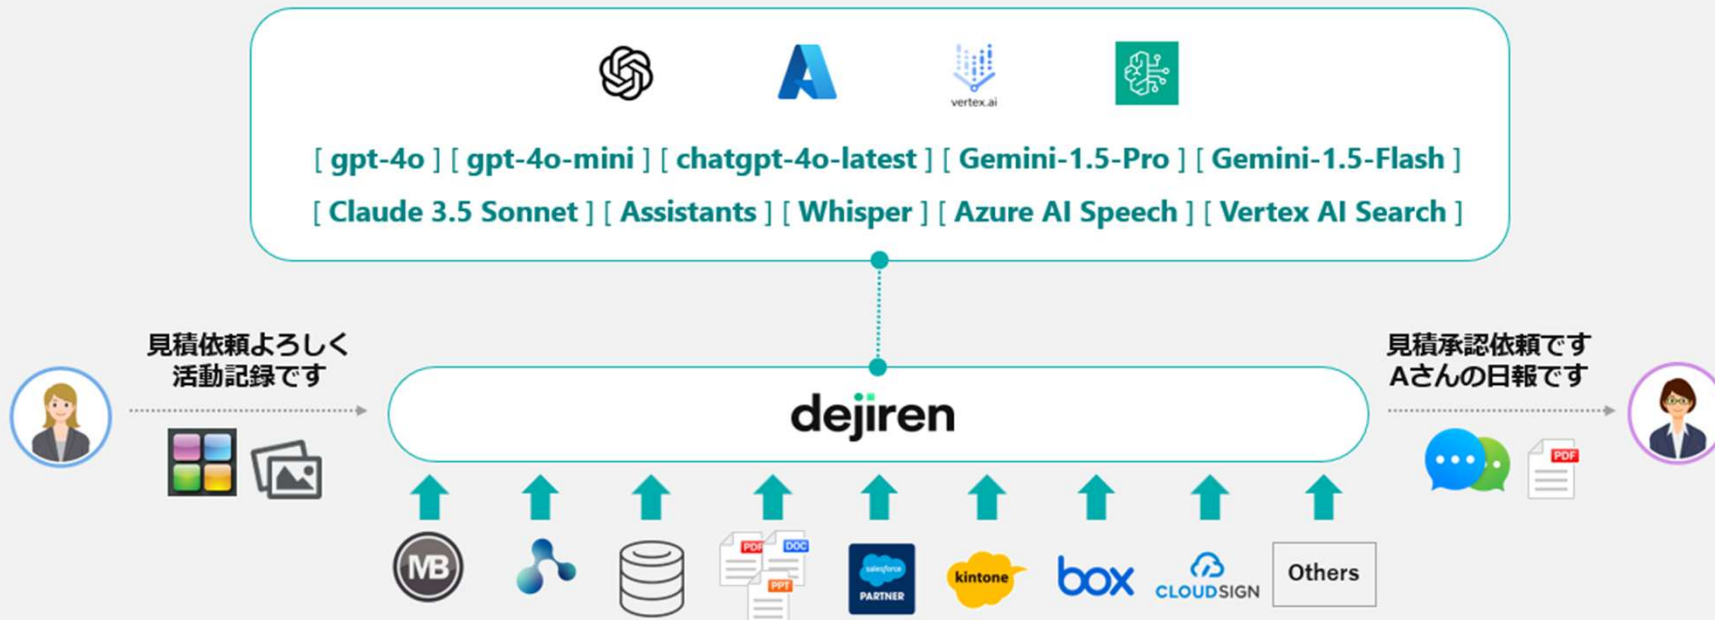 vertex.ai
[ gpt-4o ] [ gpt-4o-mini ] [ chatgpt-4o-latest ] [ Gemini-1.5-Pro ] [ Gemini-1.5-Flash ]
[ Claude 3.5 Sonnet ] [ Assistants ] [ Whisper ] [ Azure AI Speech ] [ Vertex AI Search ]
見積依頼よろしく
活動記録です
dejiren
見積承認依頼です
Aさんの日報です
PDF
MB
PDF
DOC
PPT
salesforce
PARTNER
kintone
box
CLOUDSIGN
Others